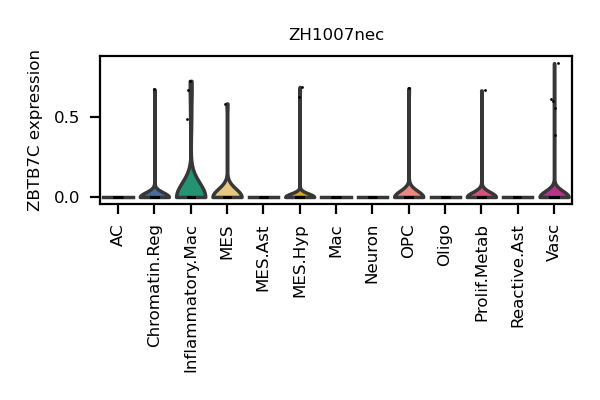 ZH1007nec
ZBTB7C expression
0.5
0.0
AC
Chromatin.Reg
Inflammatory.Mac
MES
MES.Ast
MES.Hyp
Mac
Neuron
OPC
Oligo
Prolif.Metab
Reactive.Ast
Vasc